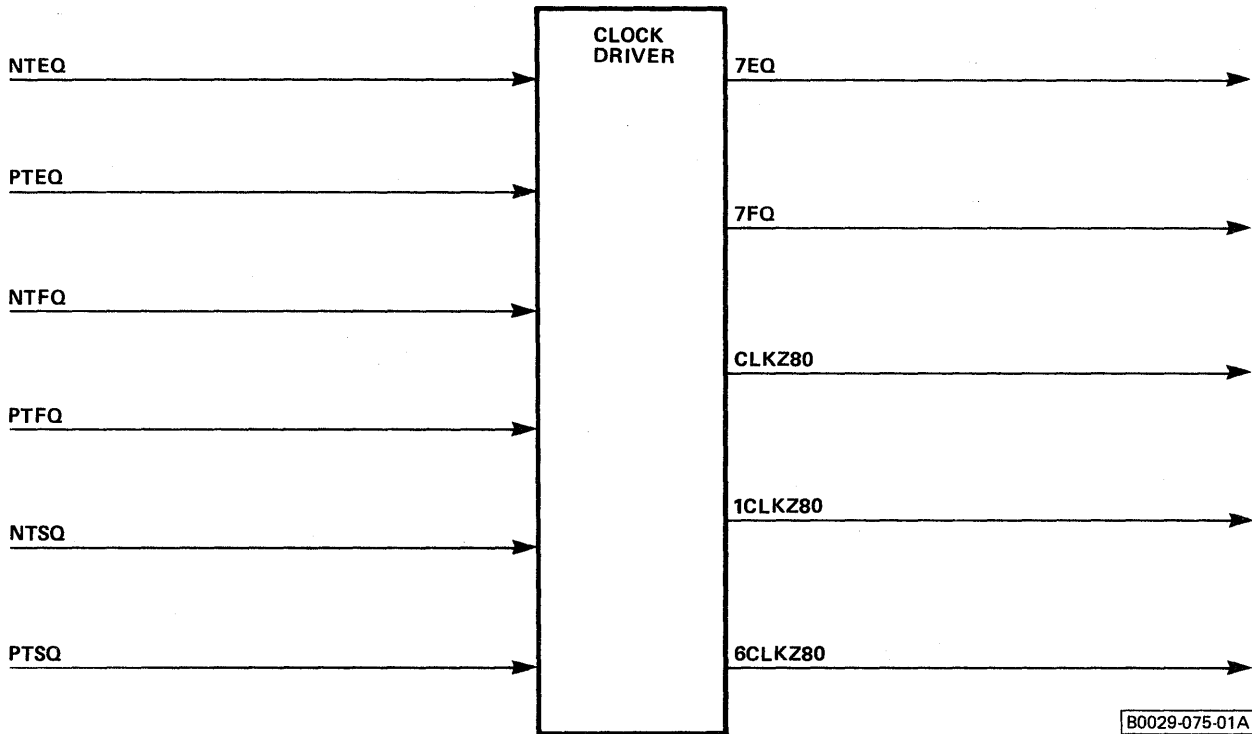 CLOCK
DRIVER
NTEQ
PTEQ
NTFQ
PTFQ
NTSQ
PTSQ
7EQ
7FQ
CLKZ80
1CLKZ80
6CLKZ80
B0029-075-01A